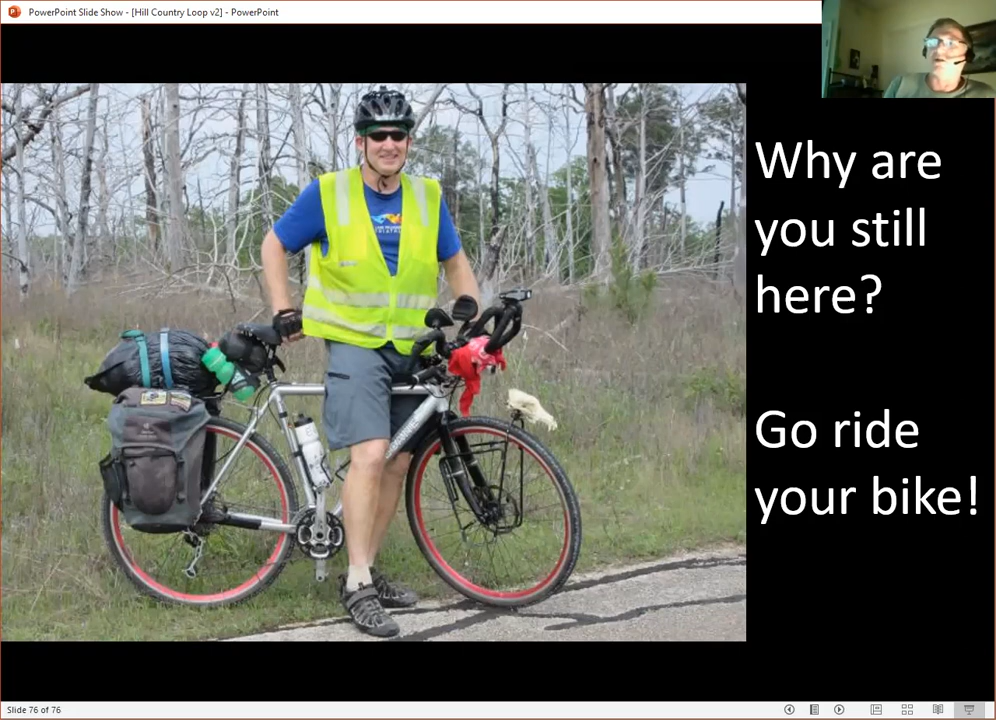 PowerPoint Slide Show - [Hill Country Loop v2] - PowerPoint
Why are
you still
here?
Go ride
your bike!
Slide 76 of 76